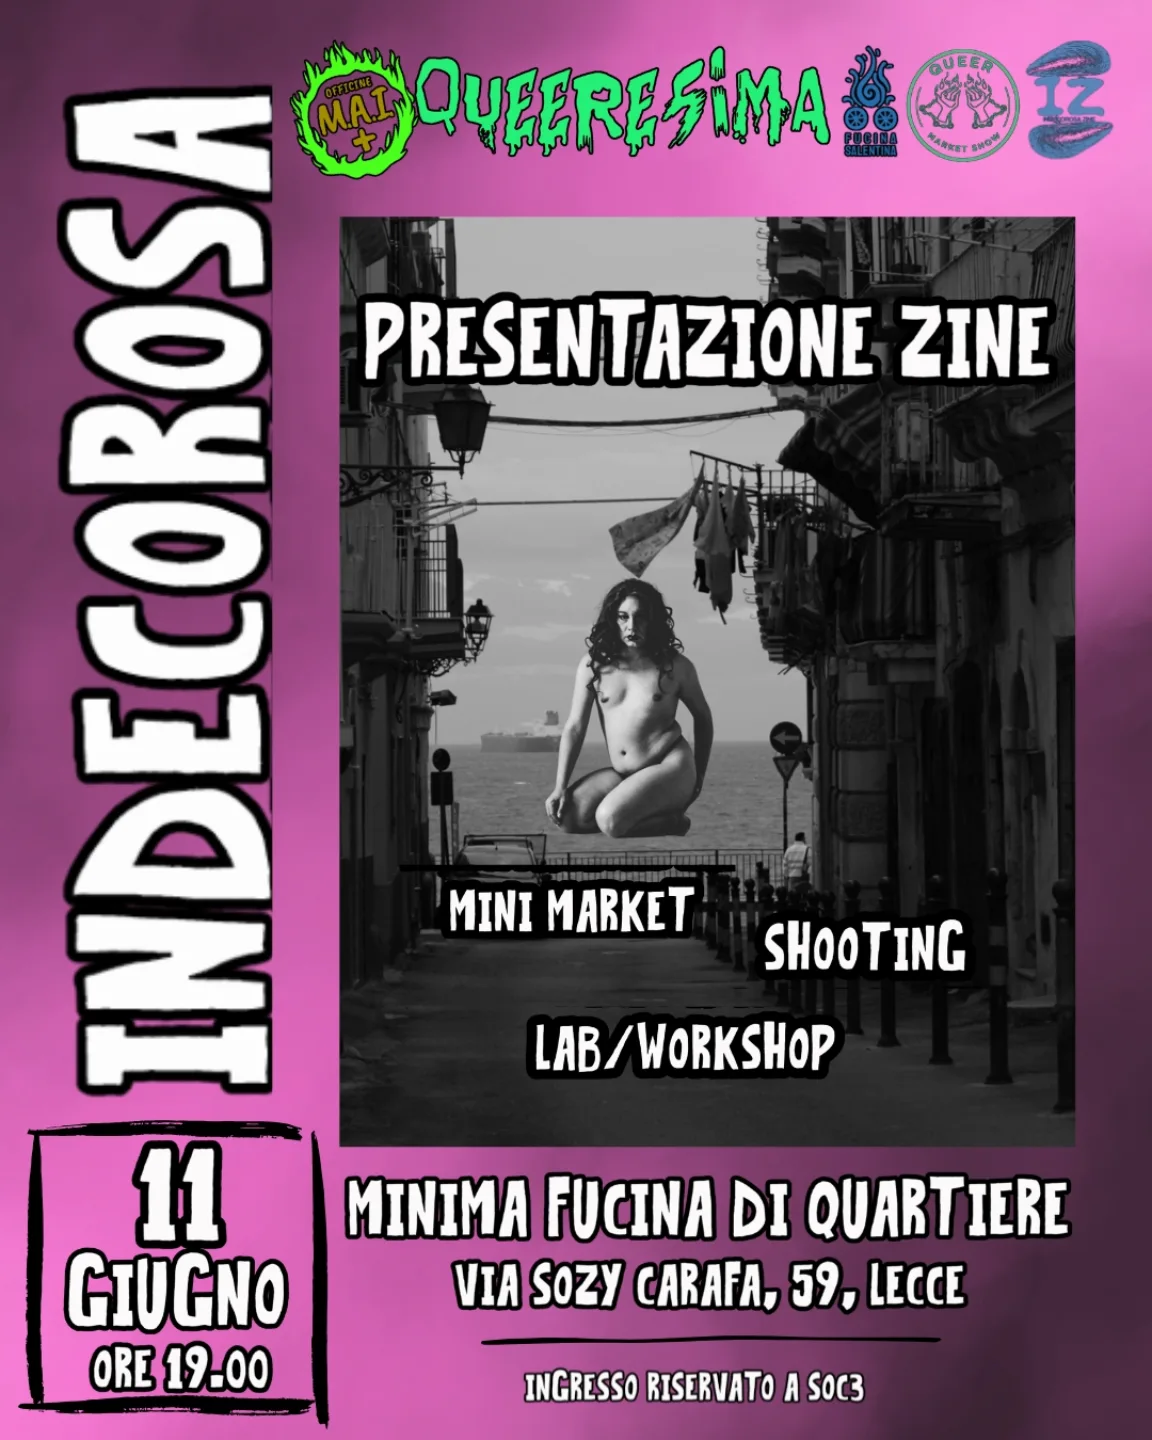 OFFICINE
M.A.I
+
QUEERESIMA
FUCINA
SALENTINA
QUEER
MARKET SHOW
IZ
INDECOROSA
PRESENTAZIONE ZINE
MINI MARKET
SHOOTING
LAB/WORKSHOP
11
GIUGNO
ORE 19.00
MINIMA FUCINA DI QUARTIERE
VIA SOZY CARAFA, 59, LECCE
INGRESSO RISERVATO A SOC3